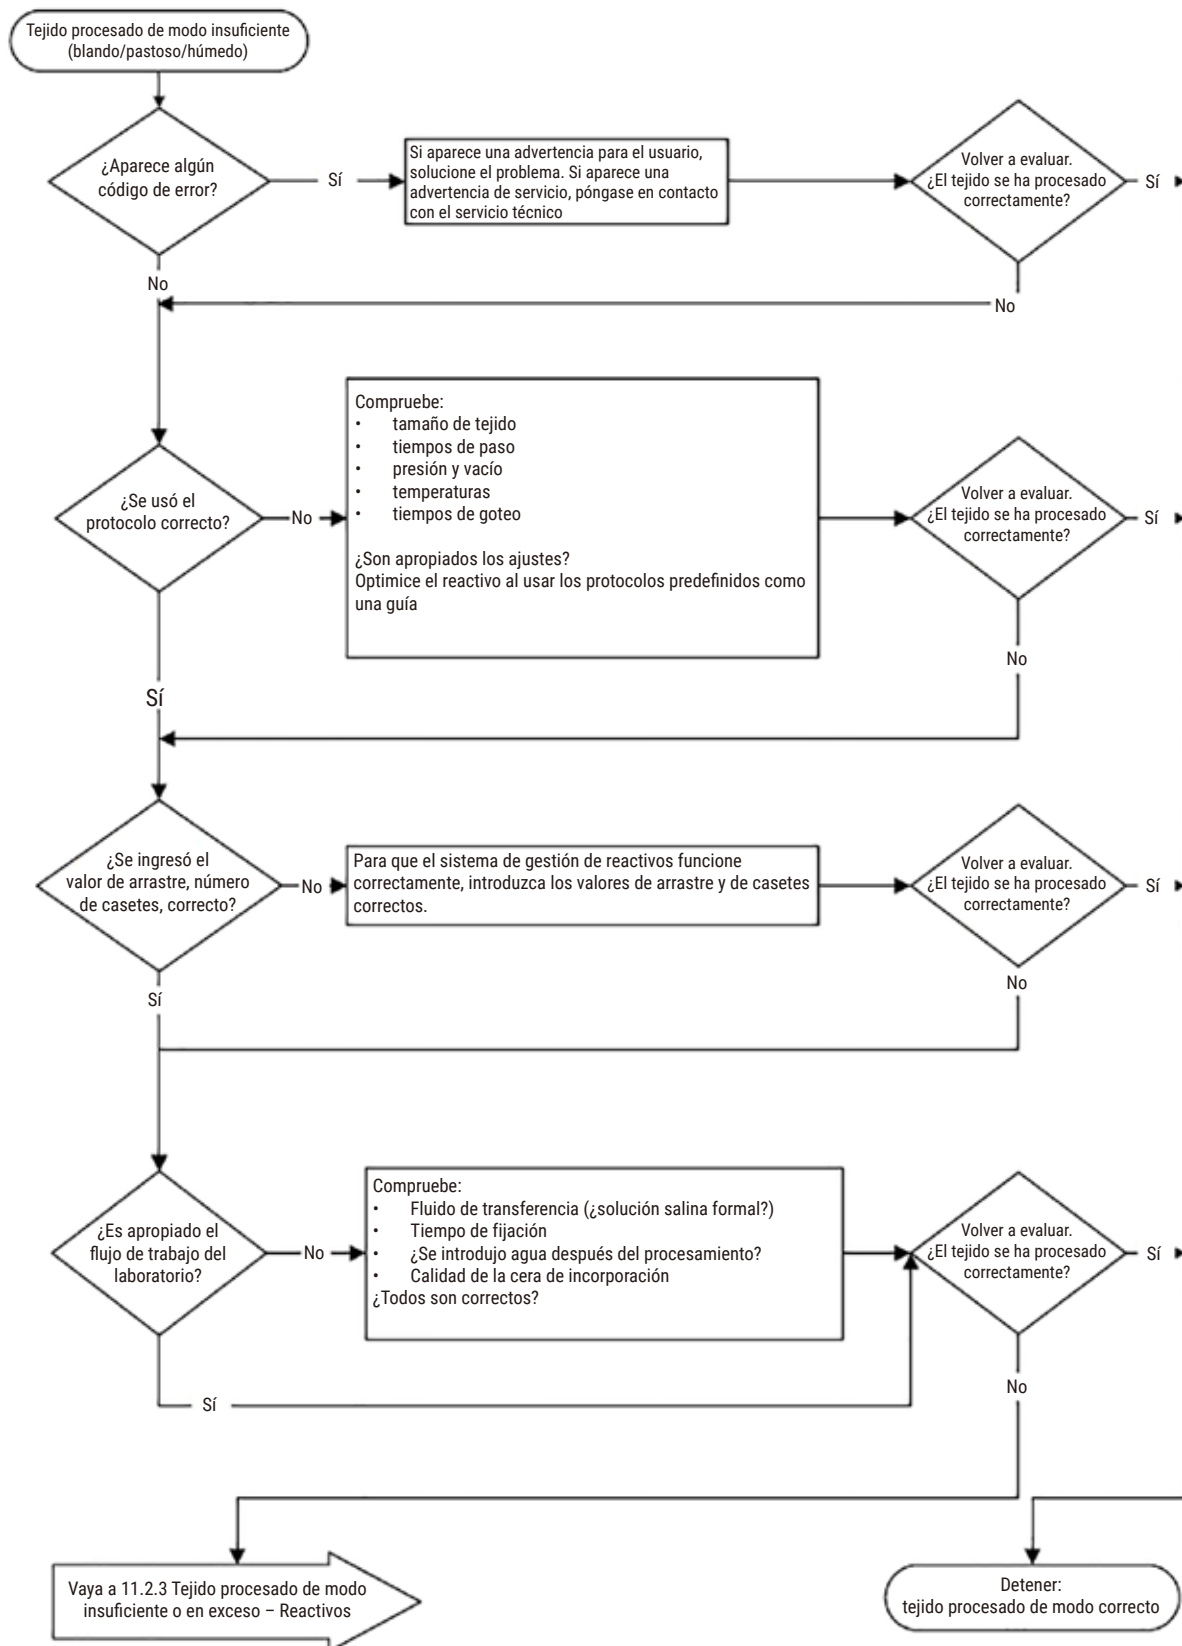 Tejido procesado de modo insuficiente
(blando/pastoso/húmedo)
¿Aparece algún
código de error?
Sí
Si aparece una advertencia para el usuario,
solucione el problema. Si aparece una
advertencia de servicio, póngase en contacto
con el servicio técnico
Volver a evaluar.
¿El tejido se ha procesado
correctamente?
Sí
No
No
¿Se usó el
protocolo correcto?
No
Compruebe:
• tamaño de tejido
• tiempos de paso
• presión y vacío
• temperaturas
• tiempos de goteo
¿Son apropiados los ajustes?
Optimice el reactivo al usar los protocolos predefinidos como
una guía
Volver a evaluar.
¿El tejido se ha procesado
correctamente?
Sí
No
Sí
¿Se ingresó el
valor de arrastre, número
de casetes, correcto?
No
Para que el sistema de gestión de reactivos funcione
correctamente, introduzca los valores de arrastre y de casetes
correctos.
Volver a evaluar.
¿El tejido se ha procesado
correctamente?
Sí
No
Sí
¿Es apropiado el
flujo de trabajo del
laboratorio?
No
Compruebe:
• Fluido de transferencia (¿solución salina formal?)
• Tiempo de fijación
• ¿Se introdujo agua después del procesamiento?
• Calidad de la cera de incorporación
¿Todos son correctos?
Volver a evaluar.
¿El tejido se ha procesado
correctamente?
Sí
No
Sí
Vaya a 11.2.3 Tejido procesado de modo
insuficiente o en exceso – Reactivos
Detener:
tejido procesado de modo correcto